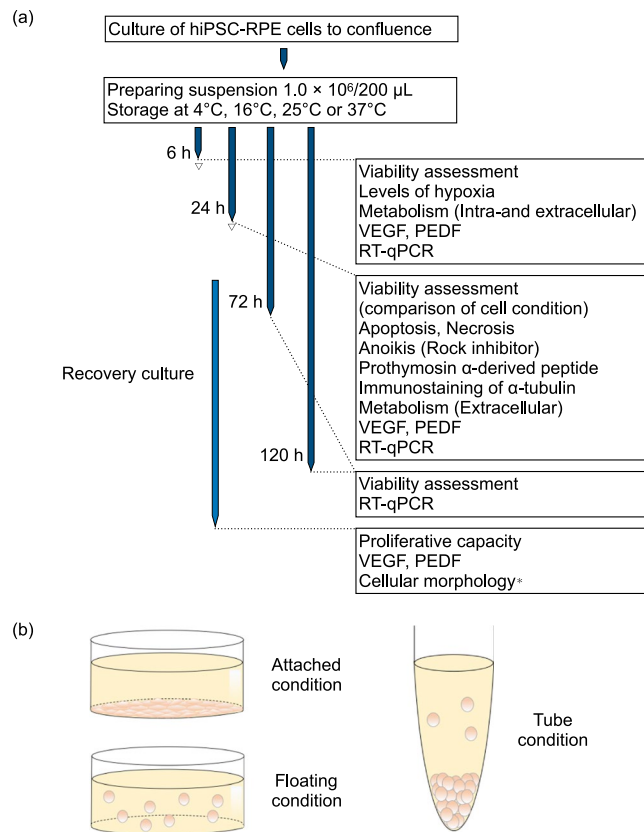 (a)
Culture of hiPSC-RPE cells to confluence
Preparing suspension 1.0 × 10⁶/200 µL
Storage at 4°C, 16°C, 25°C or 37°C
6 h
24 h
72 h
120 h
Recovery culture
Viability assessment
Levels of hypoxia
Metabolism (Intra-and extracellular)
VEGF, PEDF
RT-qPCR
Viability assessment
(comparison of cell condition)
Apoptosis, Necrosis
Anoikis (Rock inhibitor)
Prothymosin α-derived peptide
Immunostaining of α-tubulin
Metabolism (Extracellular)
VEGF, PEDF
RT-qPCR
Viability assessment
RT-qPCR
Proliferative capacity
VEGF, PEDF
Cellular morphology*
(b)
Attached
condition
Floating
condition
Tube
condition